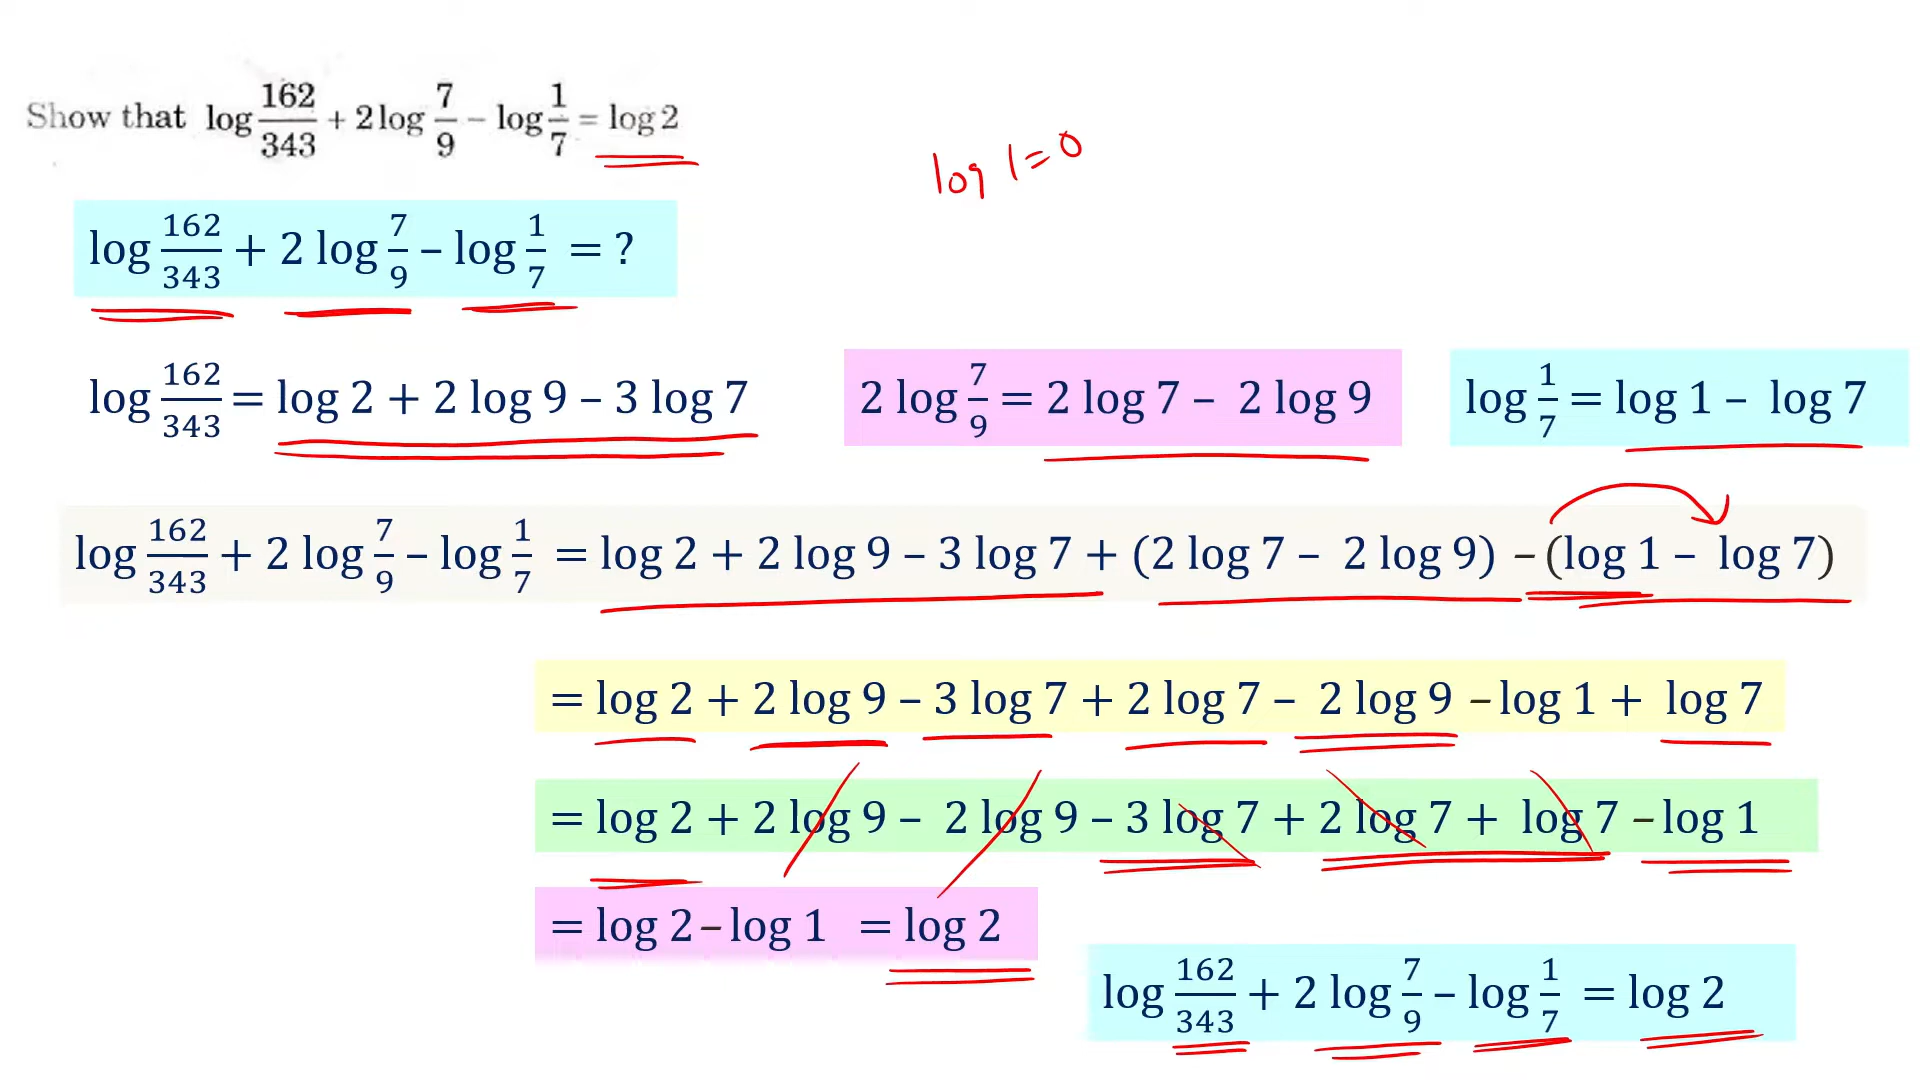 Show that log 162/343 + 2 log 7/9 − log 1/7 = log 2
log 1 = 0
log 162/343 + 2 log 7/9 – log 1/7 = ?
log 162/343 = log 2 + 2 log 9 – 3 log 7
2 log 7/9 = 2 log 7 – 2 log 9
log 1/7 = log 1 – log 7
log 162/343 + 2 log 7/9 – log 1/7 = log 2 + 2 log 9 – 3 log 7 + (2 log 7 – 2 log 9) – (log 1 – log 7)
= log 2 + 2 log 9 – 3 log 7 + 2 log 7 – 2 log 9 – log 1 + log 7
= log 2 + 2 log 9 – 2 log 9 – 3 log 7 + 2 log 7 + log 7 – log 1
= log 2 – log 1 = log 2
log 162/343 + 2 log 7/9 – log 1/7 = log 2